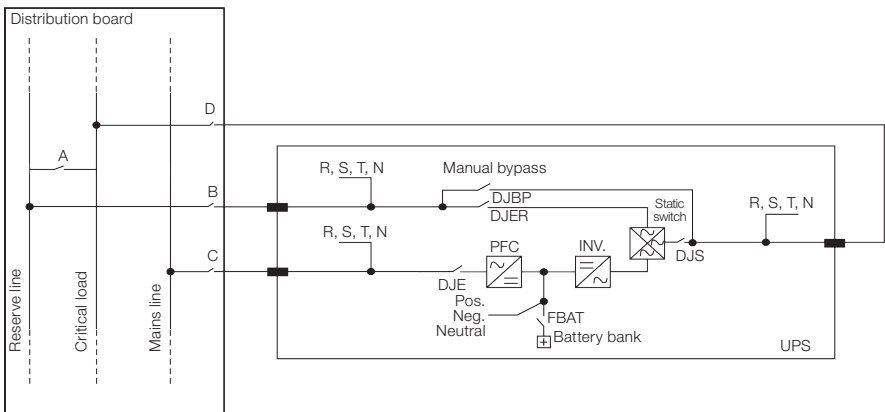 Distribution board
D
A
R, S, T, N
Manual bypass
B
DJBP
DJER
Static
switch
R, S, T, N
R, S, T, N
C
PFC
INV.
DJS
DJE
Pos.
Neg.
Neutral
FBAT
Battery bank
Reserve line
Critical load
Mains line
UPS